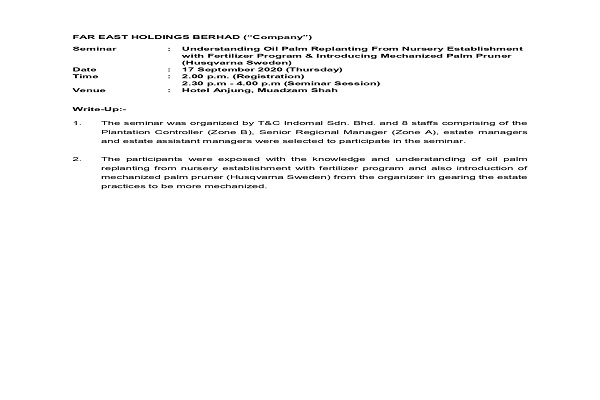 FAR EAST HOLDINGS BERHAD ("Company")
Seminar : Understanding Oil Palm Replanting From Nursery Establishment
with Fertilizer Program & Introducing Mechanized Palm Pruner
(Husqvarna Sweden)
Date : 17 September 2020 (Thursday)
Time : 2.00 p.m. (Registration)
2.30 p.m - 4.00 p.m (Seminar Session)
Venue : Hotel Anjung, Muadzam Shah
Write-Up:-
1. The seminar was organized by T&C Indomal Sdn. Bhd. and 8 staffs comprising of the
Plantation Controller (Zone B), Senior Regional Manager (Zone A), estate managers
and estate assistant managers were selected to participate in the seminar.
2. The participants were exposed with the knowledge and understanding of oil palm
replanting from nursery establishment with fertilizer program and also introduction of
mechanized palm pruner (Husqvarna Sweden) from the organizer in gearing the estate
practices to be more mechanized.